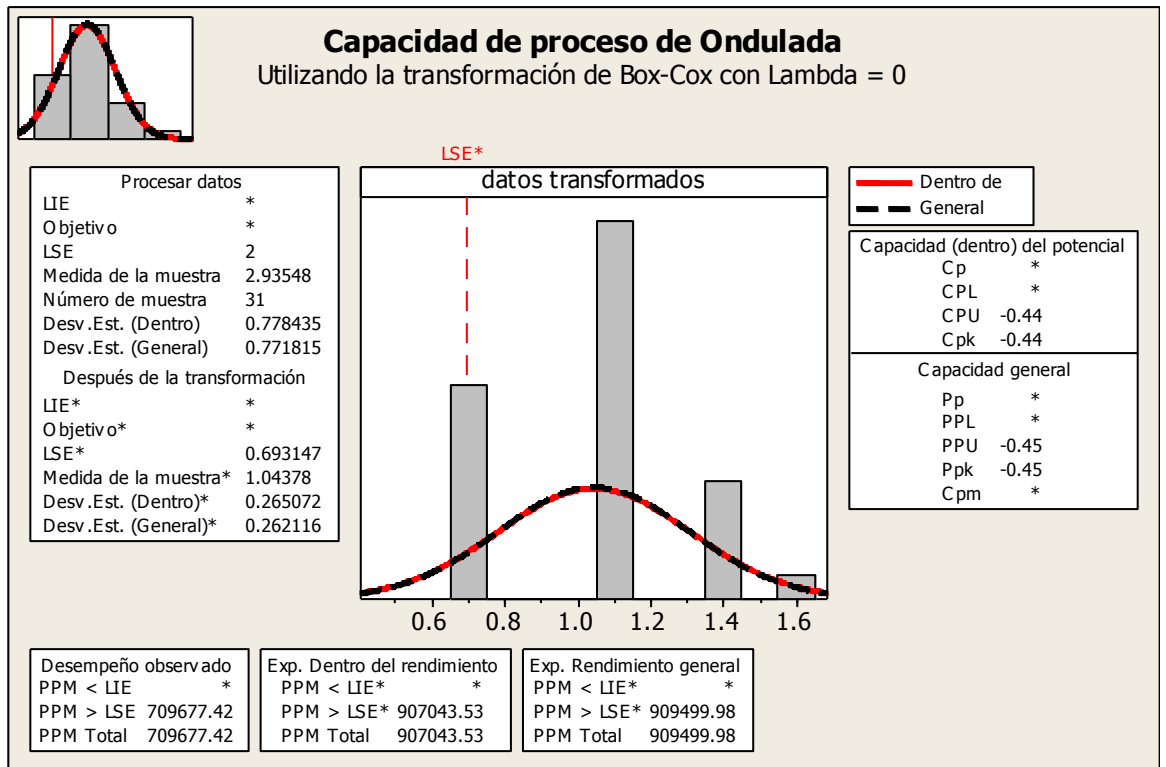 Capacidad de proceso de Ondulada
Utilizando la transformación de Box-Cox con Lambda = 0
LSE*
datos transformados
Procesar datos
LIE *
Objetivo *
LSE 2
Medida de la muestra 2.93548
Número de muestra 31
Desv.Est. (Dentro) 0.778435
Desv.Est. (General) 0.771815
Después de la transformación
LIE* *
Objetivo* *
LSE* 0.693147
Medida de la muestra* 1.04378
Desv.Est. (Dentro)* 0.265072
Desv.Est. (General)* 0.262116
0.6 0.8 1.0 1.2 1.4 1.6
Dentro de
General
Capacidad (dentro) del potencial
Cp *
CPL *
CPU -0.44
Cpk -0.44
Capacidad general
Pp *
PPL *
PPU -0.45
Ppk -0.45
Cpm *
Desempeño observado
PPM < LIE *
PPM > LSE 709677.42
PPM Total 709677.42
Exp. Dentro del rendimiento
PPM < LIE* *
PPM > LSE* 907043.53
PPM Total 907043.53
Exp. Rendimiento general
PPM < LIE* *
PPM > LSE* 909499.98
PPM Total 909499.98